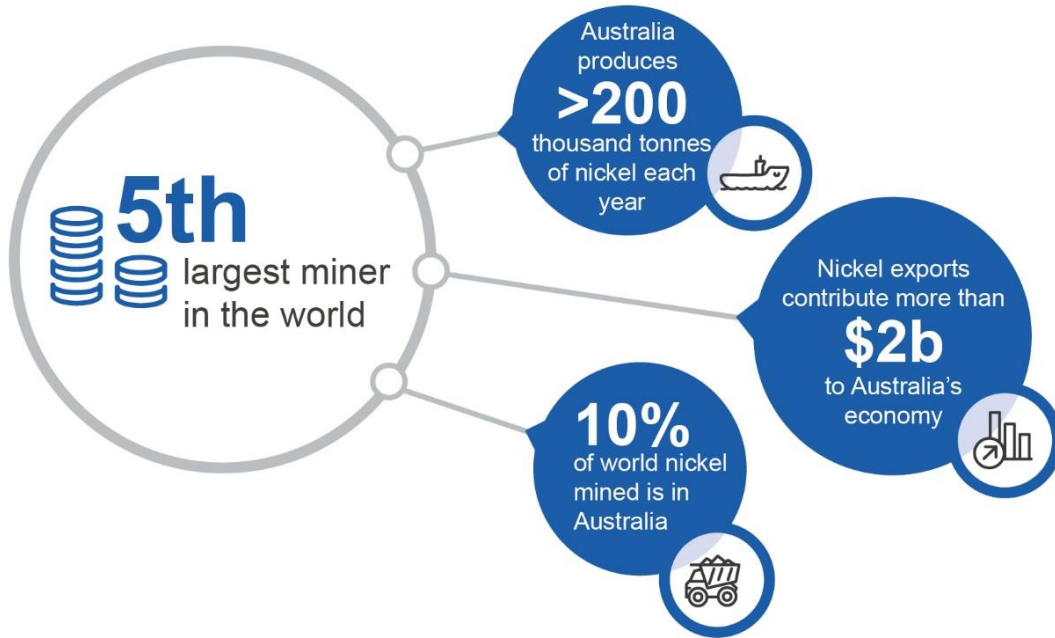 5th
largest miner
in the world
Australia
produces
>200
thousand tonnes
of nickel each
year
Nickel exports
contribute more than
$2b
to Australia’s
economy
10%
of world nickel
mined is in
Australia